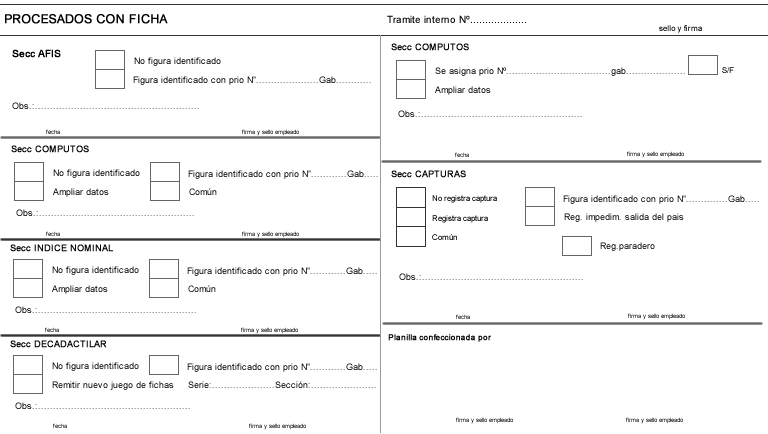 PROCESADOS CON FICHA
Tramite interno Nº...................
sello y firma
Secc AFIS
No figura identificado
Figura identificado con prio N°......................Gab............
Obs.:......................................................
fecha firma y sello empleado
Secc COMPUTOS
No figura identificado Figura identificado con prio N°............Gab.....
Ampliar datos Común
Obs.:....................................................
fecha firma y sello empleado
Secc INDICE NOMINAL
No figura identificado Figura identificado con prio N°............Gab.....
Ampliar datos Común
Obs.:.....................................................
fecha firma y sello empleado
Secc DECADACTILAR
No figura identificado Figura identificado con prio N°............Gab.....
Remitir nuevo juego de fichas Serie:.....................Sección:......................
Obs.:...................................................
fecha firma y sello empleado
Secc COMPUTOS
Se asigna prio Nº...................................gab.................... S/F
Ampliar datos
Obs.:......................................................
fecha firma y sello empleado
Secc CAPTURAS
No registra captura Figura identificado con prio N°..............Gab.....
Registra captura Reg. impedim. salida del pais
Común Reg.paradero
Obs.:......................................................
fecha firma y sello empleado
Planilla confeccionada por
firma y sello empleado firma y sello empleado